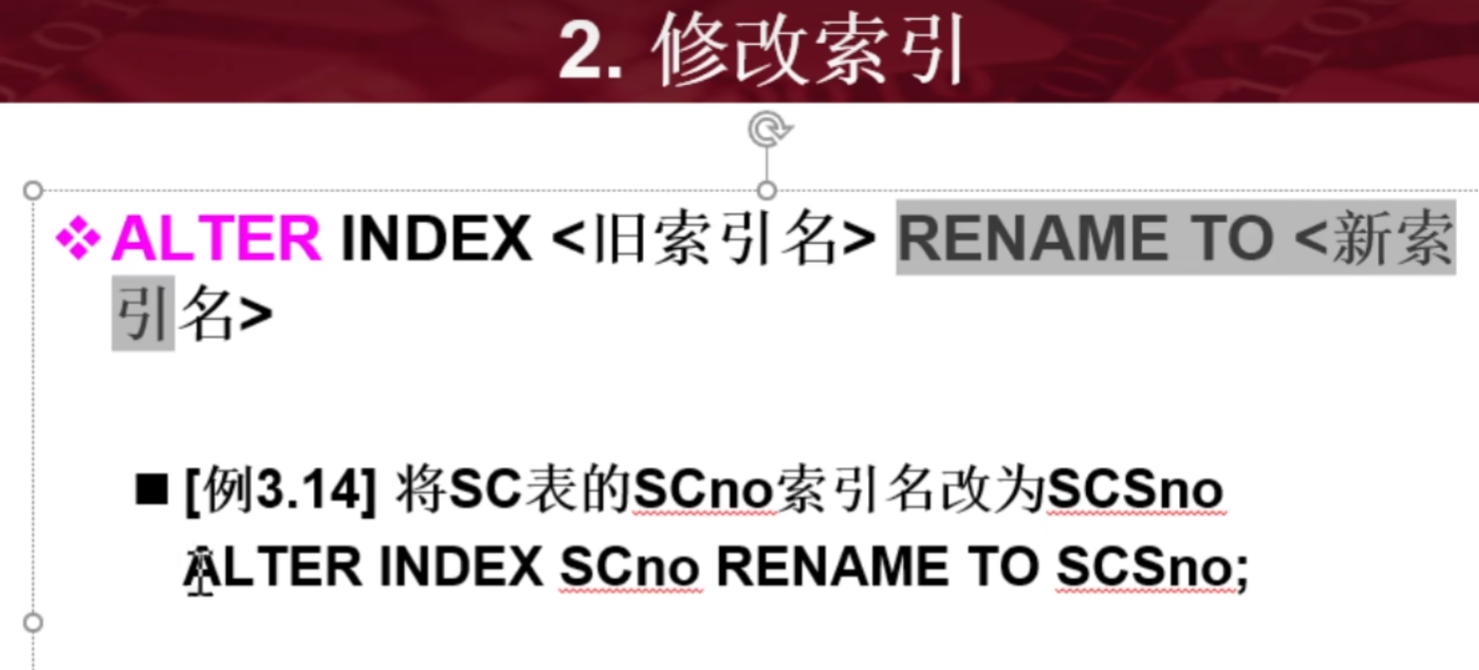 2. 修改索引
❖ALTER INDEX <旧索引名> RENAME TO <新索
引名>
■ [例3.14] 将SC表的SCno索引名改为SCSno
ALTER INDEX SCno RENAME TO SCSno;